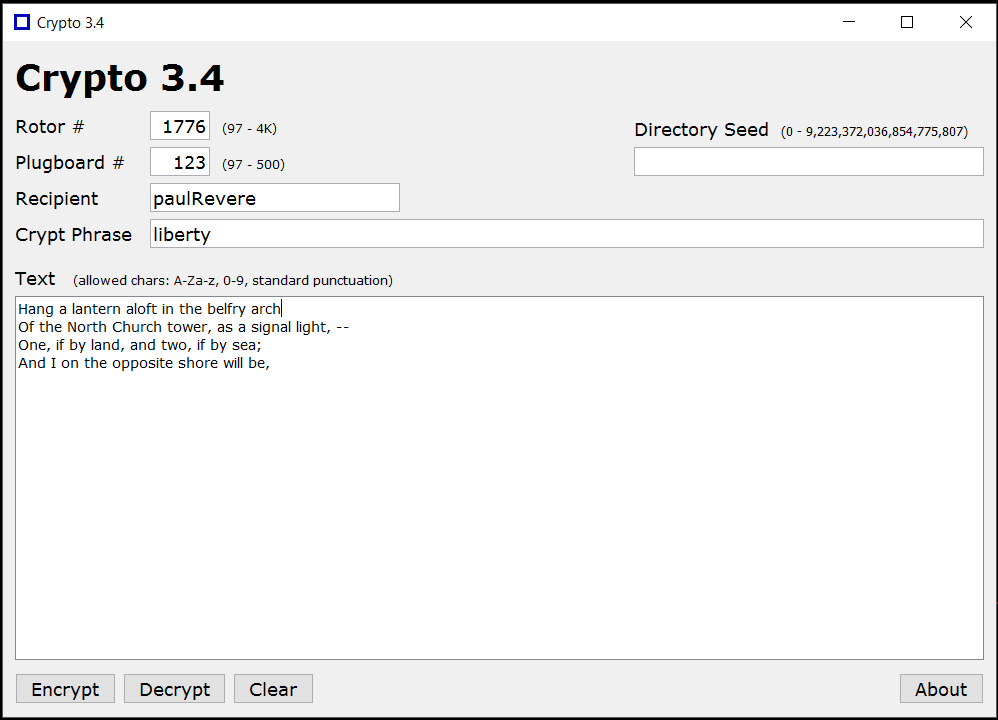 Crypto 3.4
Crypto 3.4
Rotor # 1776 (97 - 4K)
Directory Seed (0 - 9,223,372,036,854,775,807)
Plugboard # 123 (97 - 500)
Recipient paulRevere
Crypt Phrase liberty
Text (allowed chars: A-Za-z, 0-9, standard punctuation)
Hang a lantern aloft in the belfry arch
Of the North Church tower, as a signal light, --
One, if by land, and two, if by sea;
And I on the opposite shore will be,
Encrypt Decrypt Clear About